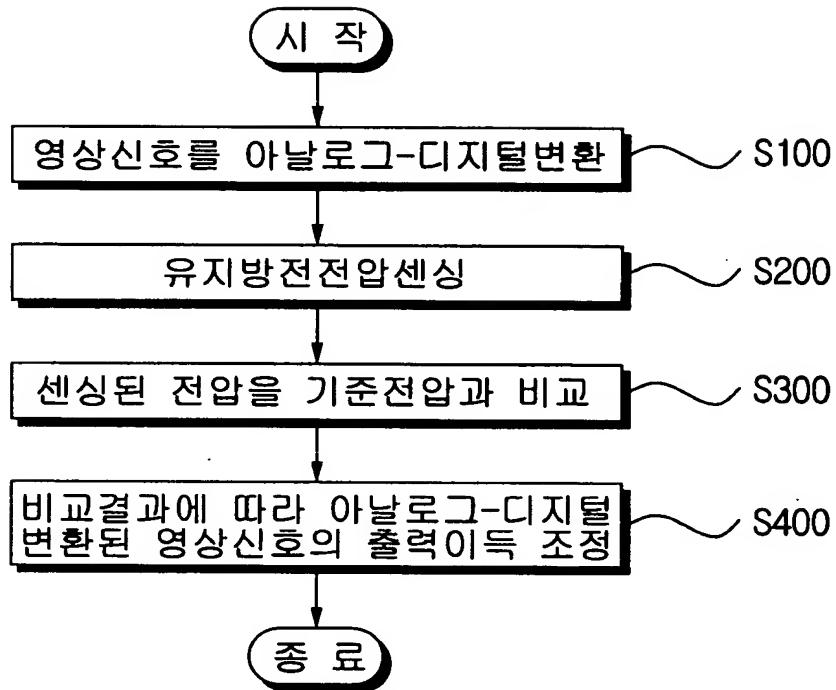 시 작
영상신호를 아날로그-디지털변환
S100
유지방전전압센싱
S200
센싱된 전압을 기준전압과 비교
S300
비교결과에 따라 아날로그-디지털
변환된 영상신호의 출력이득 조정
S400
종 료